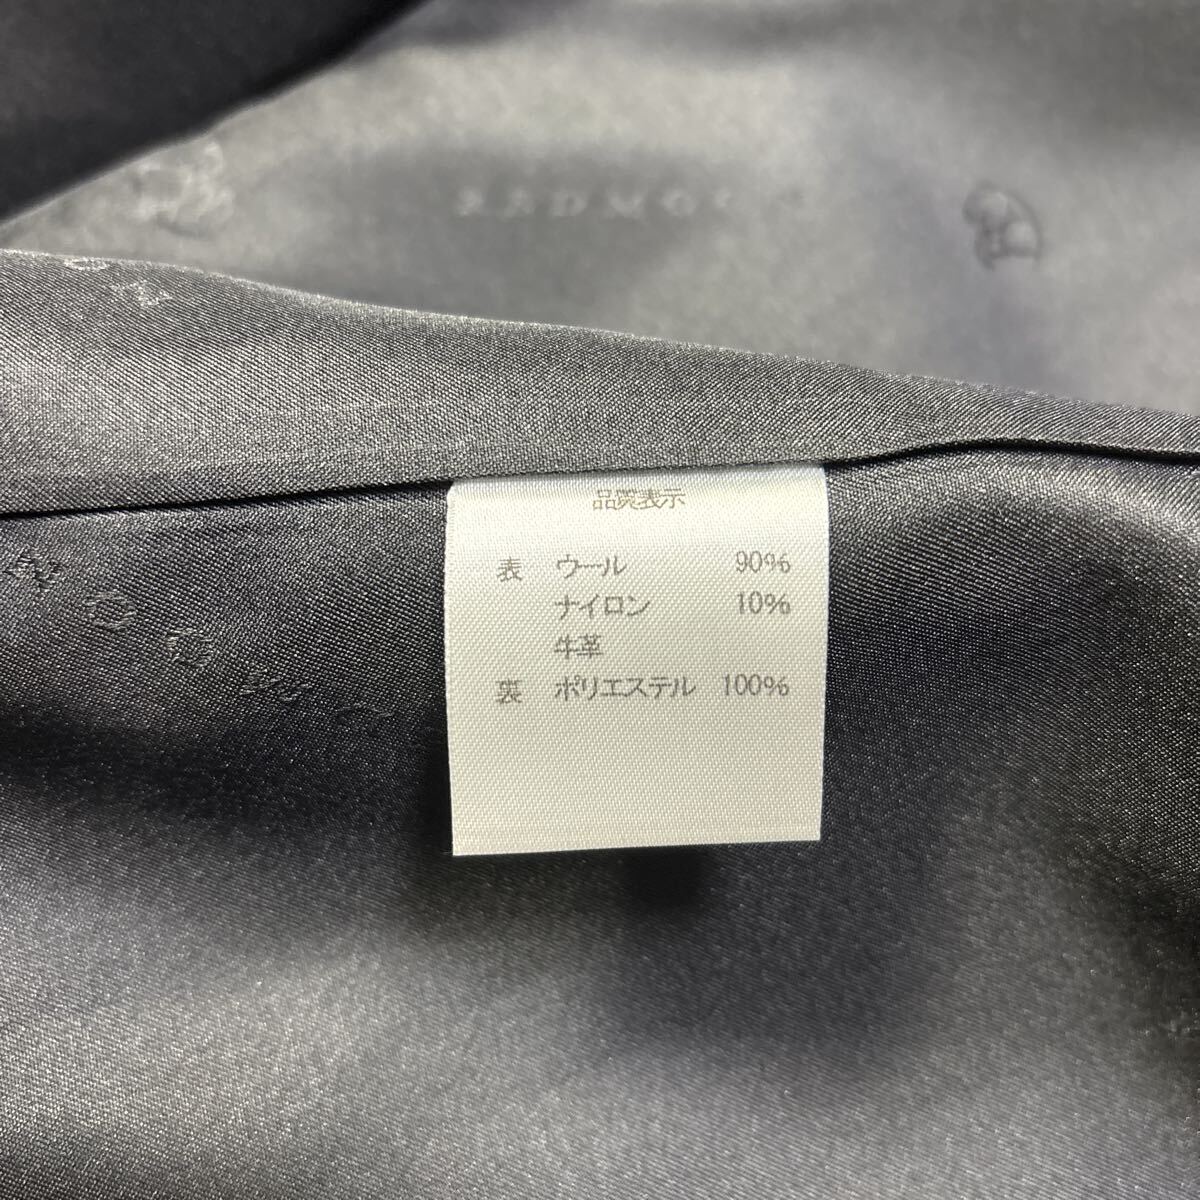 品質表示
表 ウール 90%
ナイロン 10%
牛革
裏 ポリエステル 100%